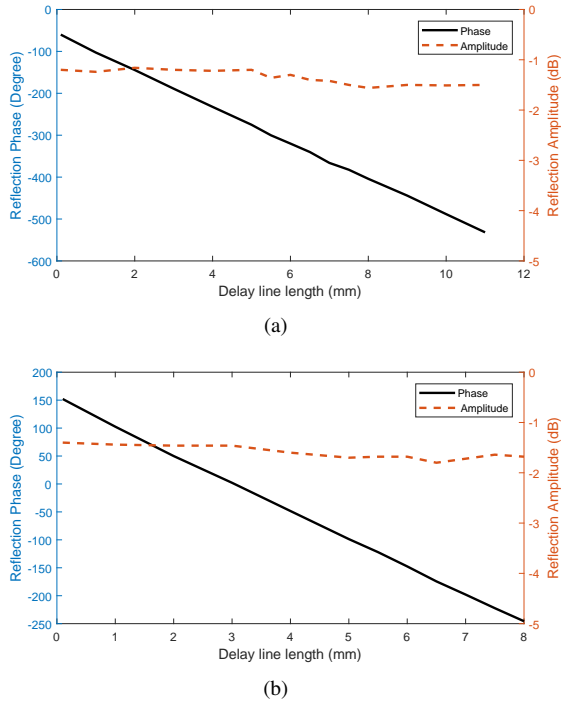 0
-100
-200
-300
-400
-500
-600
Reflection Phase (Degree)
0
-1
-2
-3
-4
-5
Reflection Amplitude (dB)
Phase
Amplitude
0 2 4 6 8 10 12
Delay line length (mm)
(a)
200
150
100
50
0
-50
-100
-150
-200
-250
Reflection Phase (Degree)
0
-1
-2
-3
-4
-5
Reflection Amplitude (dB)
Phase
Amplitude
0 1 2 3 4 5 6 7 8
Delay line length (mm)
(b)